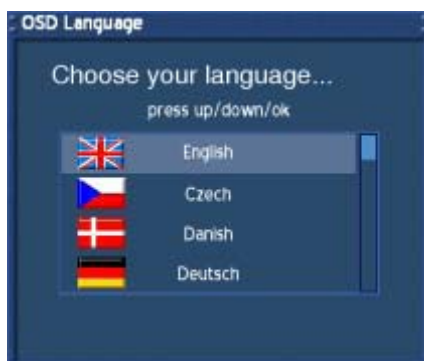 OSD Language
Choose your language...
press up/down/ok
English
Czech
Danish
Deutsch